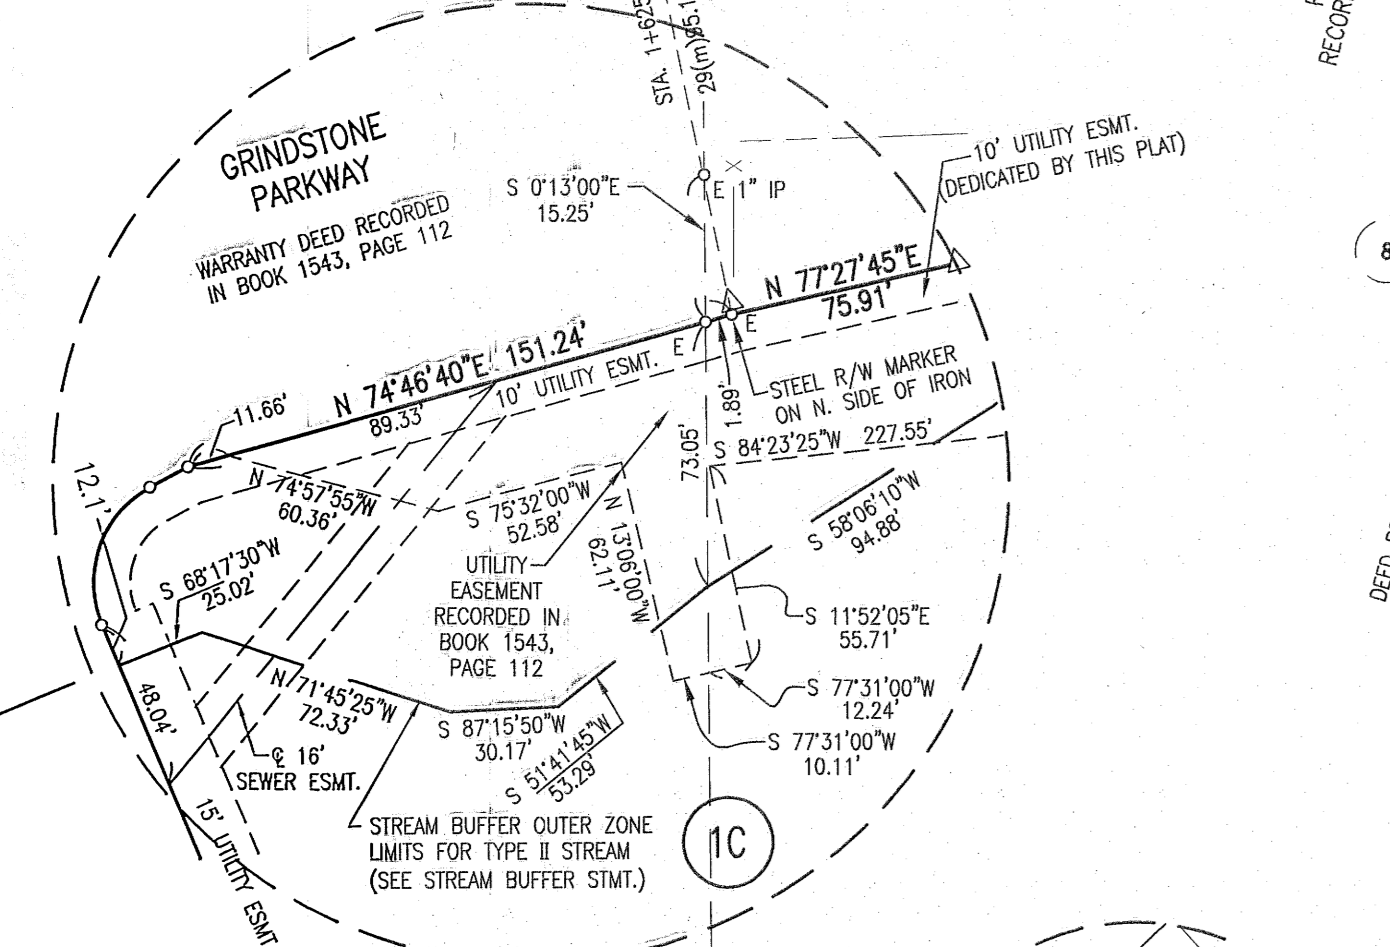 STA. 1+625
29(m)85.1
RECOR
GRINDSTONE
PARKWAY
WARRANTY DEED RECORDED
IN BOOK 1543, PAGE 112
S 0°13'00"E
15.25'
E 1" IP
10' UTILITY ESMT.
(DEDICATED BY THIS PLAT)
8
N 77°27'45"E
75.91'
E
E
N 74°46'40"E 151.24'
89.33'
10' UTILITY ESMT.
11.66'
STEEL R/W MARKER
ON N. SIDE OF IRON
1.89'
73.05'
S 84°23'25"W 227.55'
12.1'
N 74°57'55"W
60.36'
S 75°32'00"W
52.58'
N 13°06'00"W
62.11'
S 58°06'10"W
94.88'
S 68°17'30"W
25.02'
UTILITY
EASEMENT
RECORDED IN
BOOK 1543,
PAGE 112
S 11°52'05"E
55.71'
DEED
48.04'
N 71°45'25"W
72.33'
S 87°15'50"W
30.17'
S 51°41'45"W
53.29'
S 77°31'00"W
12.24'
S 77°31'00"W
10.11'
℄ 16'
SEWER ESMT.
15' UTILITY ESMT
STREAM BUFFER OUTER ZONE
LIMITS FOR TYPE II STREAM
(SEE STREAM BUFFER STMT.)
1C